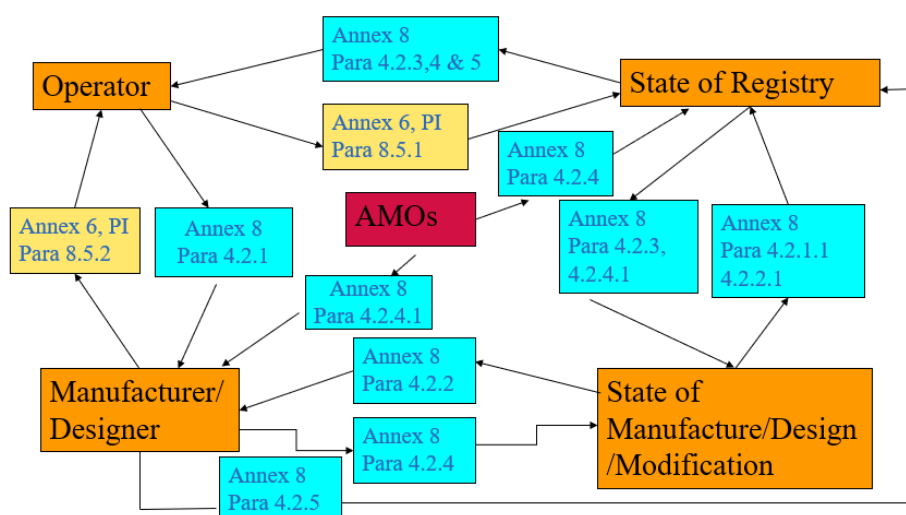 Annex 8
Para 4.2.3,4 & 5
Operator
State of Registry
Annex 6, PI
Para 8.5.1
Annex 8
Para 4.2.4
AMOs
Annex 6, PI
Para 8.5.2
Annex 8
Para 4.2.1
Annex 8
Para 4.2.3,
4.2.4.1
Annex 8
Para 4.2.1.1
4.2.2.1
Annex 8
Para 4.2.4.1
Annex 8
Para 4.2.2
Manufacturer/
Designer
State of
Manufacture/Design
/Modification
Annex 8
Para 4.2.4
Annex 8
Para 4.2.5